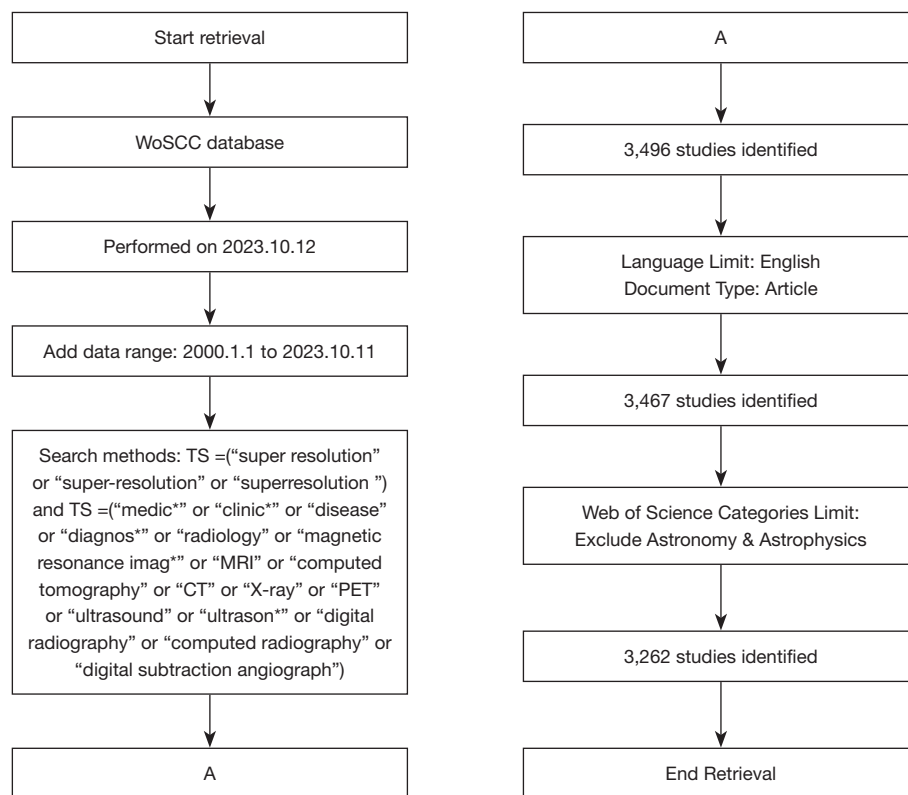 Start retrieval
WoSCC database
Performed on 2023.10.12
Add data range: 2000.1.1 to 2023.10.11
Search methods: TS =(“super resolution”
or “super-resolution” or “superresolution ”)
and TS =(“medic*” or “clinic*” or “disease”
or “diagnos*” or “radiology” or “magnetic
resonance imag*” or “MRI” or “computed
tomography” or “CT” or “X-ray” or “PET”
or “ultrasound” or “ultrason*” or “digital
radiography” or “computed radiography” or
“digital subtraction angiograph”)
A
A
3,496 studies identified
Language Limit: English
Document Type: Article
3,467 studies identified
Web of Science Categories Limit:
Exclude Astronomy & Astrophysics
3,262 studies identified
End Retrieval